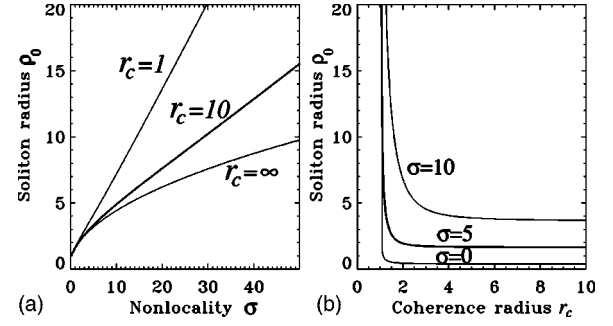 20
15
10
5
0
Soliton radius ρ₀
r_c=1
r_c=10
r_c=∞
0 10 20 30 40
(a) Nonlocality σ
20
15
10
5
0
Soliton radius ρ₀
σ=10
σ=5
σ=0
0 2 4 6 8 10
(b) Coherence radius r_c